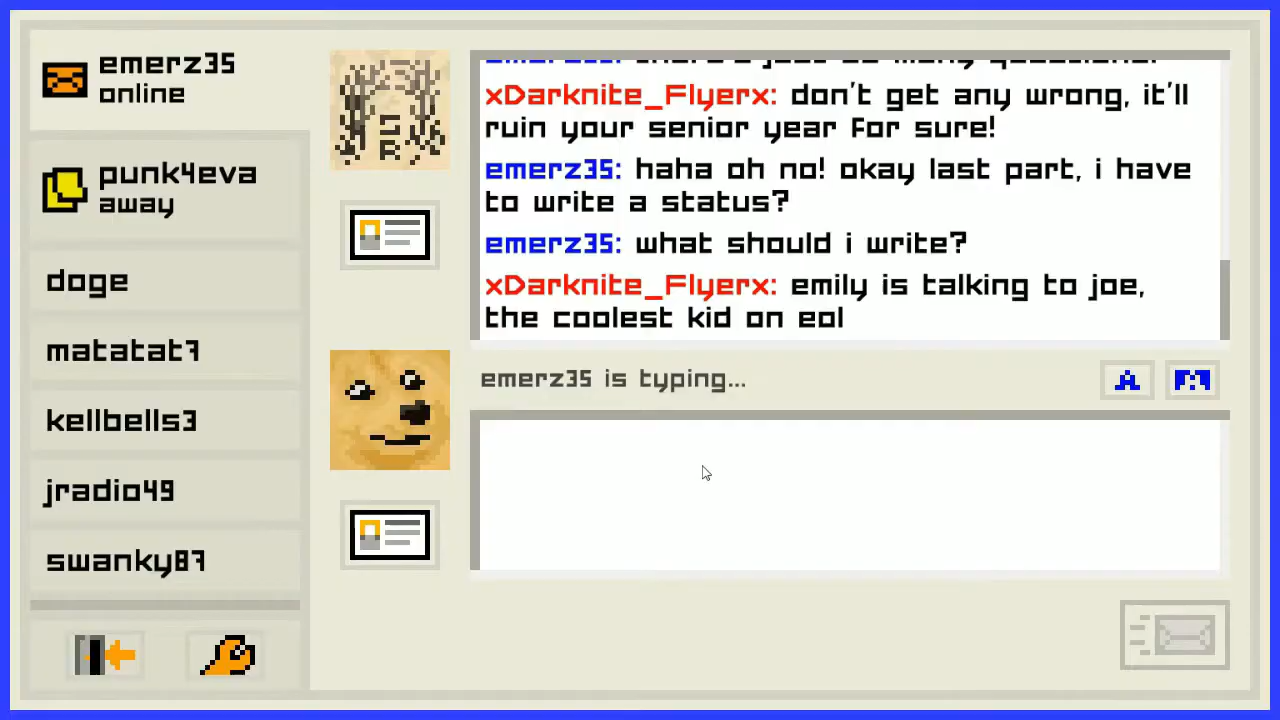 emerz35
online
punk4eva
away
doge
matatat7
kellbells3
jradio49
swanky87
xDarknite_Flyerx: don't get any wrong, it'll
ruin your senior year for sure!
emerz35: haha oh no! okay last part, i have
to write a status?
emerz35: what should i write?
xDarknite_Flyerx: emily is talking to joe,
the coolest kid on eol
emerz35 is typing...
A